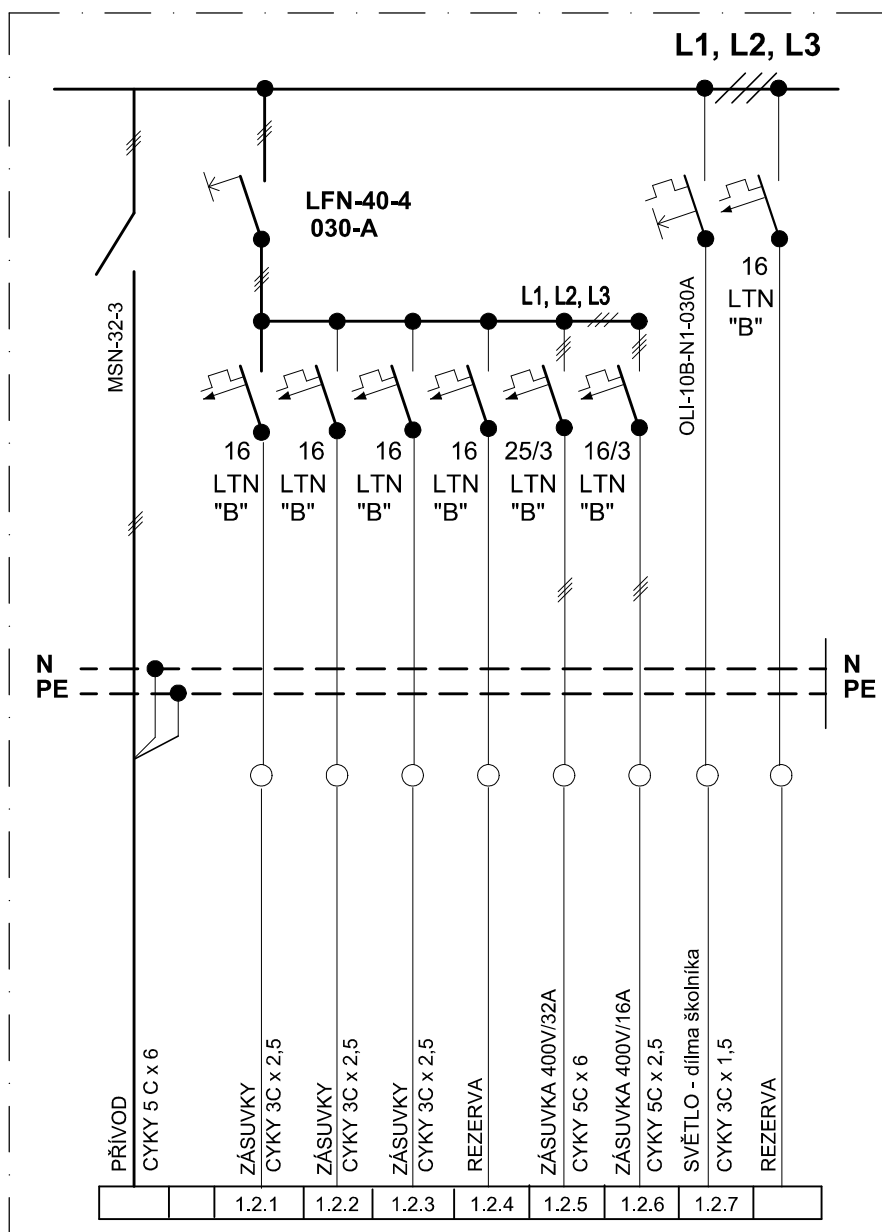 L1, L2, L3
LFN-40-4
030-A
MSN-32-3
L1, L2, L3
OLI-10B-N1-030A
16
LTN
"B"
16
LTN
"B"
16
LTN
"B"
16
LTN
"B"
16
LTN
"B"
25/3
LTN
"B"
16/3
LTN
"B"
N
PE
N
PE
PŘÍVOD
CYKY 5 C x 6
ZÁSUVKY
CYKY 3C x 2,5
ZÁSUVKY
CYKY 3C x 2,5
ZÁSUVKY
CYKY 3C x 2,5
REZERVA
ZÁSUVKA 400V/32A
CYKY 5C x 6
ZÁSUVKA 400V/16A
CYKY 5C x 2,5
SVĚTLO - dílma školníka
CYKY 3C x 1,5
REZERVA
1.2.1
1.2.2
1.2.3
1.2.4
1.2.5
1.2.6
1.2.7